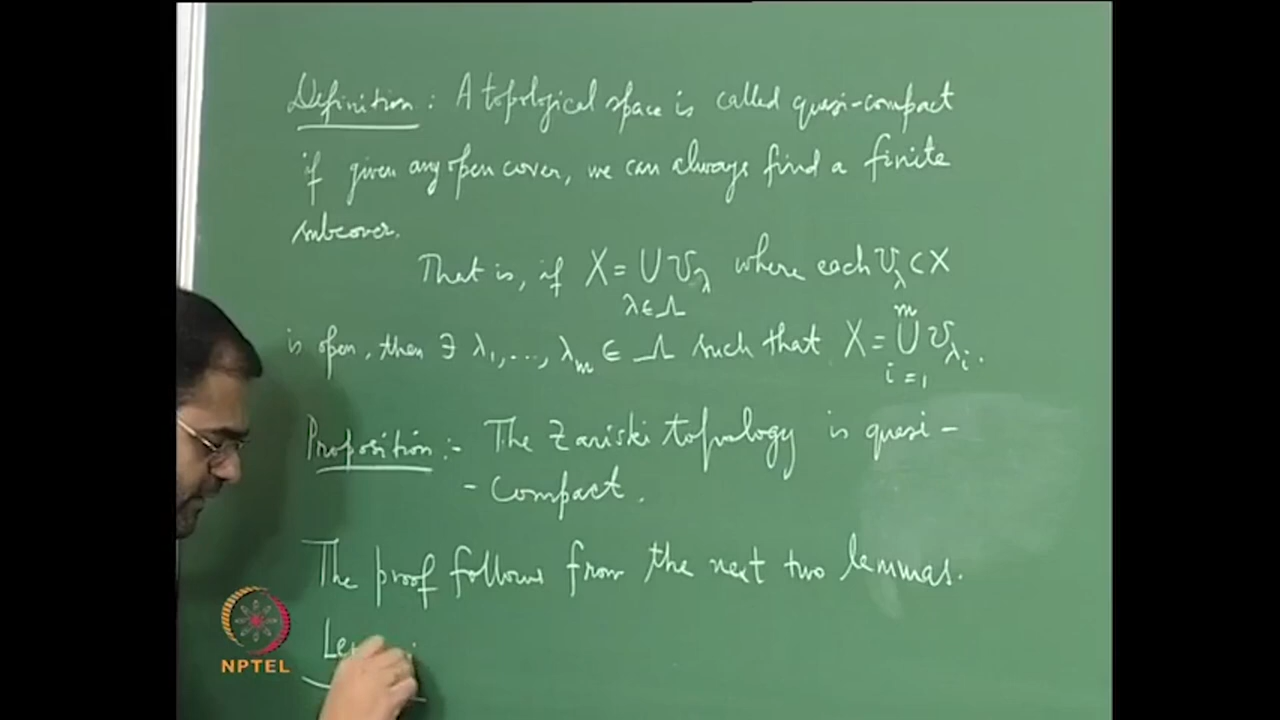 Definition: A topological space is called quasi-compact
if given any open cover, we can always find a finite
subcover.
That is, if X = ∪ U_λ where each U_λ ⊂ X
λ∈Λ
is open, then ∃ λ₁,..., λ_m ∈ Λ such that X = ⋃_{i=1}^{m} U_{λ_i}.
Proposition:- The Zariski topology is quasi-
-compact.
The proof follows from the next two lemmas.
Le
NPTEL